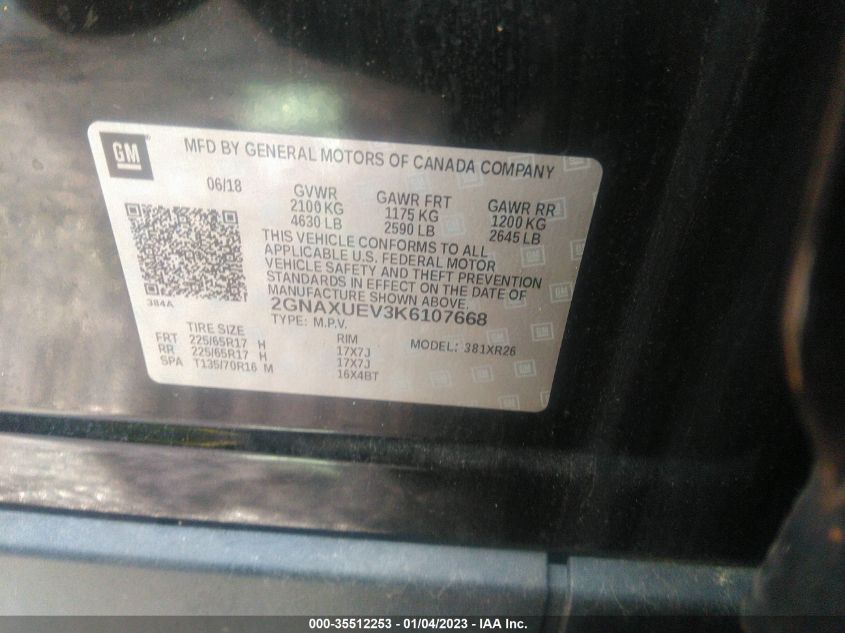 GM
MFD BY GENERAL MOTORS OF CANADA COMPANY
06/18 GVWR GAWR FRT GAWR RR
2100 KG 1175 KG 1200 KG
4630 LB 2590 LB 2645 LB
THIS VEHICLE CONFORMS TO ALL
APPLICABLE U.S. FEDERAL MOTOR
VEHICLE SAFETY AND THEFT PREVENTION
STANDARDS IN EFFECT ON THE DATE OF
MANUFACTURE SHOWN ABOVE.
384A
2GNAXUEV3K6107668
TYPE: M.P.V.
TIRE SIZE RIM MODEL: 381XR26
FRT 225/65R17 H 17X7J
RR 225/65R17 H 17X7J
SPA T135/70R16 M 16X4BT
000-35512253 - 01/04/2023 - IAA Inc.